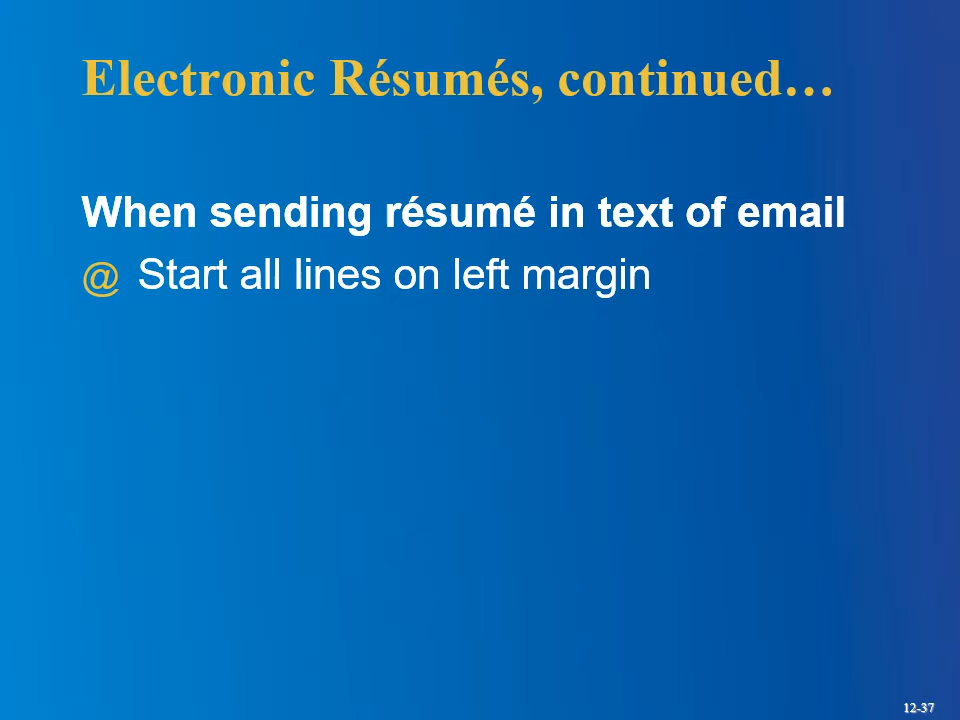 Electronic Résumés, continued…
When sending résumé in text of email
@ Start all lines on left margin
12-37